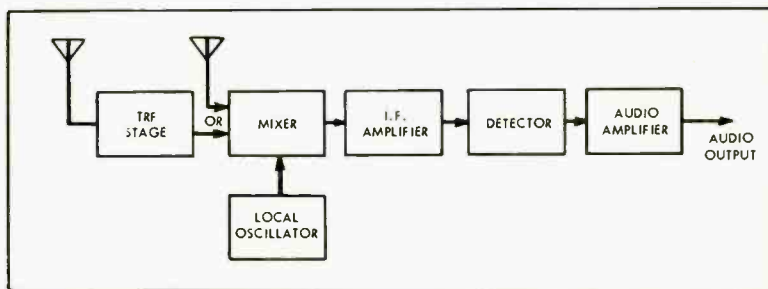 TRF
STAGE
OR
MIXER
I.F.
AMPLIFIER
DETECTOR
AUDIO
AMPLIFIER
AUDIO
OUTPUT
LOCAL
OSCILLATOR